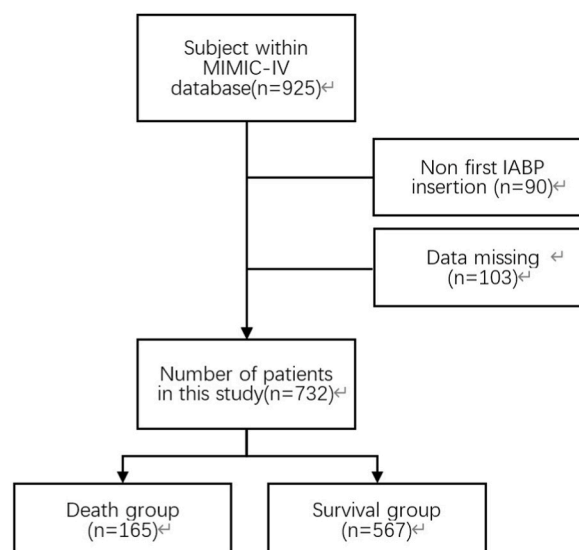 Subject within
MIMIC-IV
database(n=925)↵
Non first IABP
insertion (n=90)↵
Data missing ↵
(n=103)↵
Number of patients
in this study(n=732)↵
Death group
(n=165)↵
Survival group
(n=567)↵